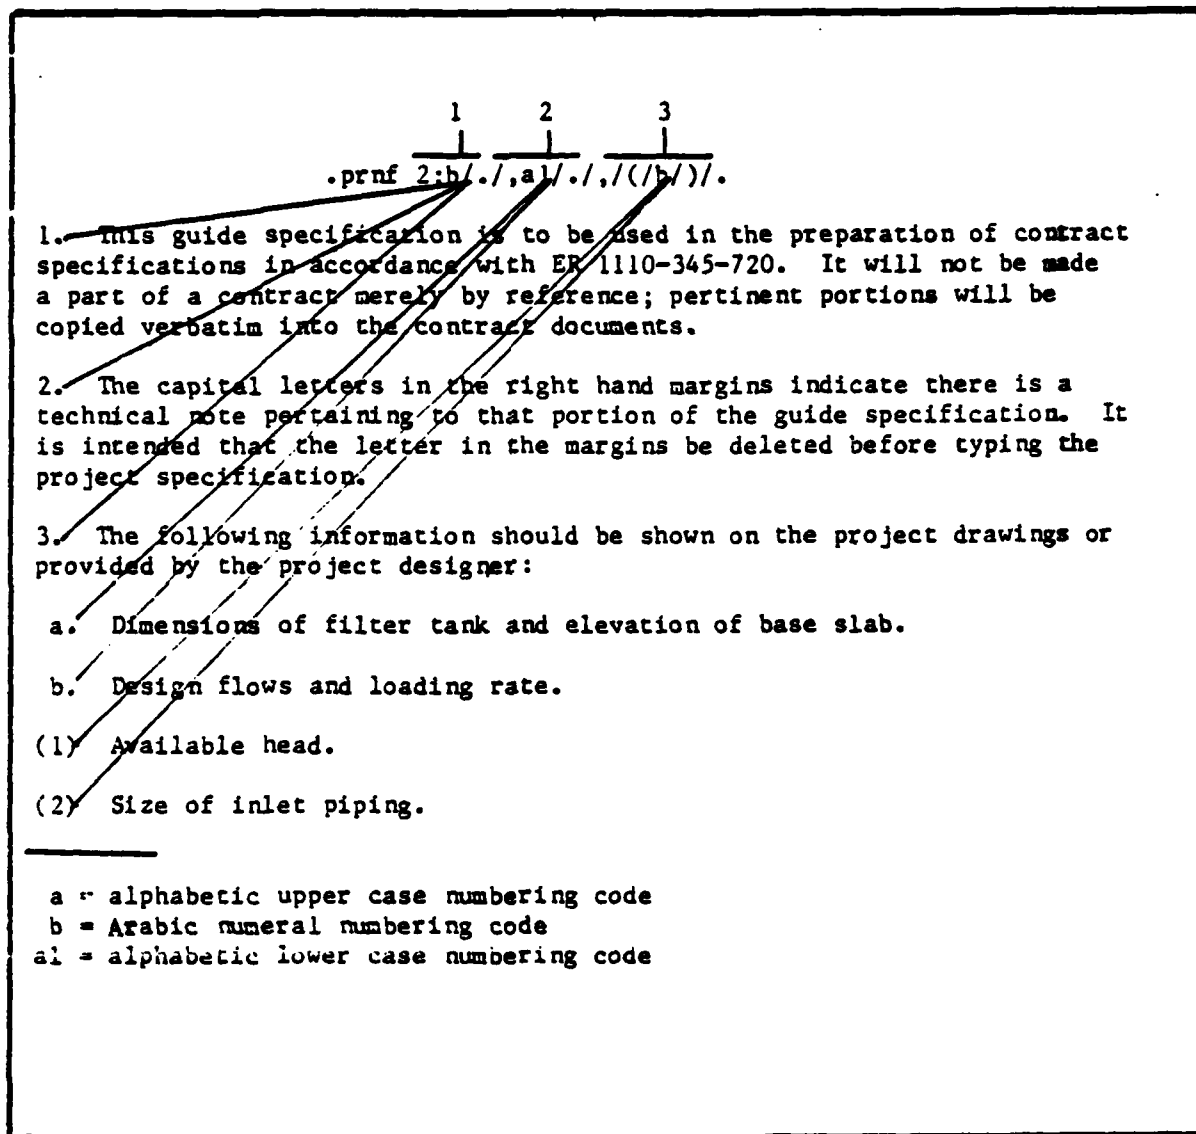 1 2 3
.prnf 2;b/./,al/./,/(/b/)/.
1. This guide specification is to be used in the preparation of contract
specifications in accordance with ER 1110-345-720. It will not be made
a part of a contract merely by reference; pertinent portions will be
copied verbatim into the contract documents.
2. The capital letters in the right hand margins indicate there is a
technical note pertaining to that portion of the guide specification. It
is intended that the letter in the margins be deleted before typing the
project specification.
3. The following information should be shown on the project drawings or
provided by the project designer:
a. Dimensions of filter tank and elevation of base slab.
b. Design flows and loading rate.
(1) Available head.
(2) Size of inlet piping.
a = alphabetic upper case numbering code
b = Arabic numeral numbering code
al = alphabetic lower case numbering code